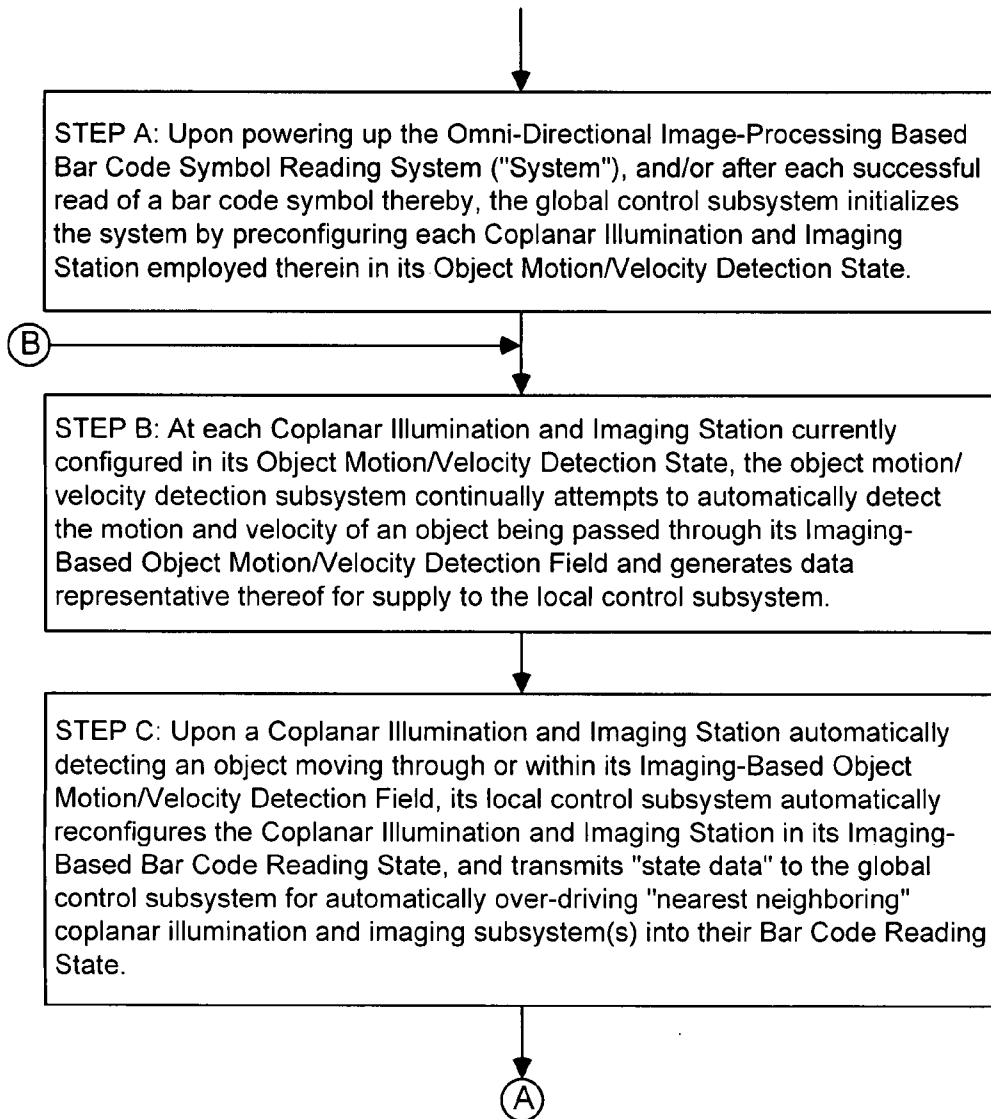 STEP A: Upon powering up the Omni-Directional Image-Processing Based
Bar Code Symbol Reading System ("System"), and/or after each successful
read of a bar code symbol thereby, the global control subsystem initializes
the system by preconfiguring each Coplanar Illumination and Imaging
Station employed therein in its Object Motion/Velocity Detection State.
B
STEP B: At each Coplanar Illumination and Imaging Station currently
configured in its Object Motion/Velocity Detection State, the object motion/
velocity detection subsystem continually attempts to automatically detect
the motion and velocity of an object being passed through its Imaging-
Based Object Motion/Velocity Detection Field and generates data
representative thereof for supply to the local control subsystem.
STEP C: Upon a Coplanar Illumination and Imaging Station automatically
detecting an object moving through or within its Imaging-Based Object
Motion/Velocity Detection Field, its local control subsystem automatically
reconfigures the Coplanar Illumination and Imaging Station in its Imaging-
Based Bar Code Reading State, and transmits "state data" to the global
control subsystem for automatically over-driving "nearest neighboring"
coplanar illumination and imaging subsystem(s) into their Bar Code Reading
State.
A